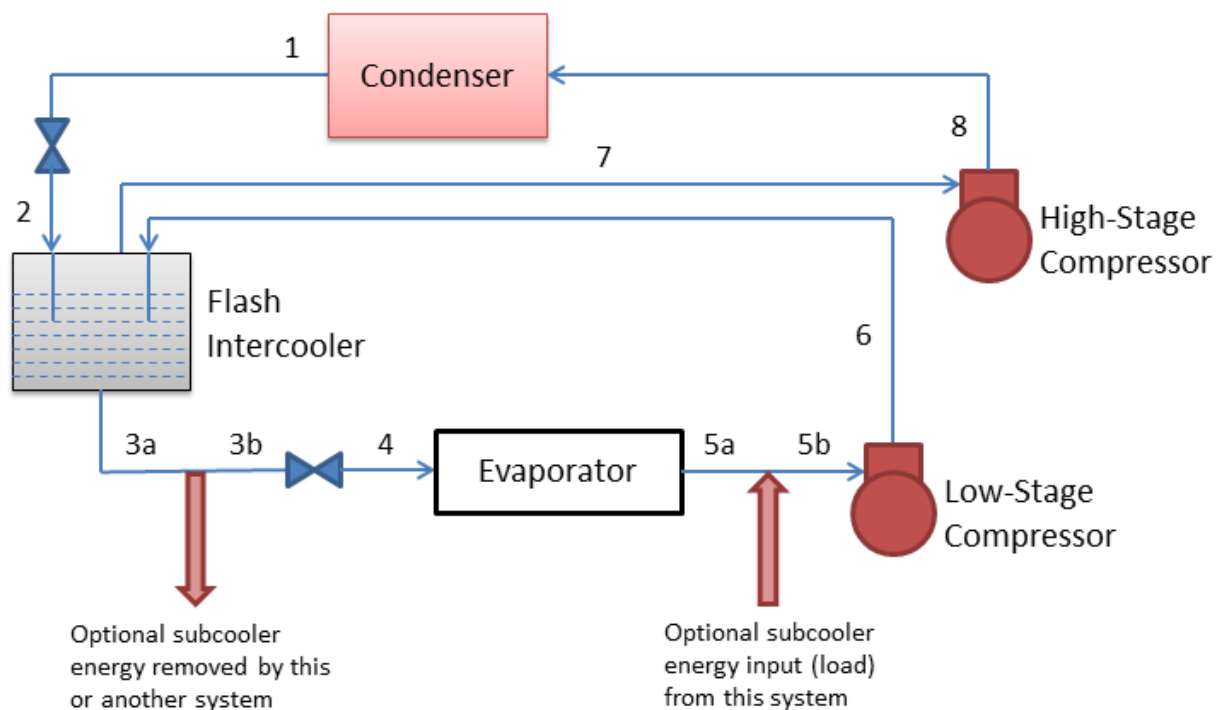 1
Condenser
8
7
2
High-Stage
Compressor
Flash
Intercooler
6
3a
3b
4
Evaporator
5a
5b
Low-Stage
Compressor
Optional subcooler
energy removed by this
or another system
Optional subcooler
energy input (load)
from this system